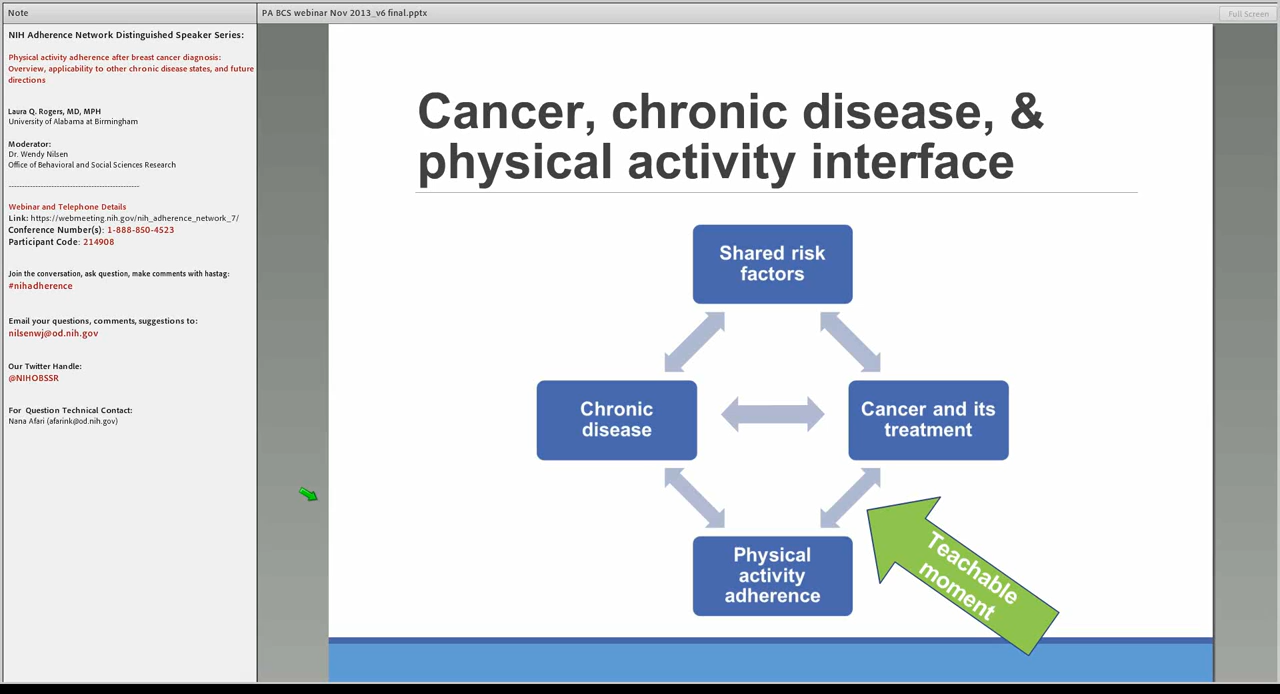 Note
PA BCS webinar Nov 2013_v6 final.pptx
Full Screen
NIH Adherence Network Distinguished Speaker Series:
Physical activity adherence after breast cancer diagnosis:
Overview, applicability to other chronic disease states, and future
directions
Laura Q. Rogers, MD, MPH
University of Alabama at Birmingham
Moderator:
Dr. Wendy Nilsen
Office of Behavioral and Social Sciences Research
--------------------------------------------------
Webinar and Telephone Details
Link: https://webmeeting.nih.gov/nih_adherence_network_7/
Conference Number(s): 1-888-850-4523
Participant Code: 214908
Join the conversation, ask question, make comments with hastag:
#nihadherence
Email your questions, comments, suggestions to:
nilsenwj@od.nih.gov
Our Twitter Handle:
@NIHOBSSR
For Question Technical Contact:
Nana Afari (afarink@od.nih.gov)
Cancer, chronic disease, &
physical activity interface
Shared risk
factors
Chronic
disease
Cancer and its
treatment
Physical
activity
adherence
Teachable
moment